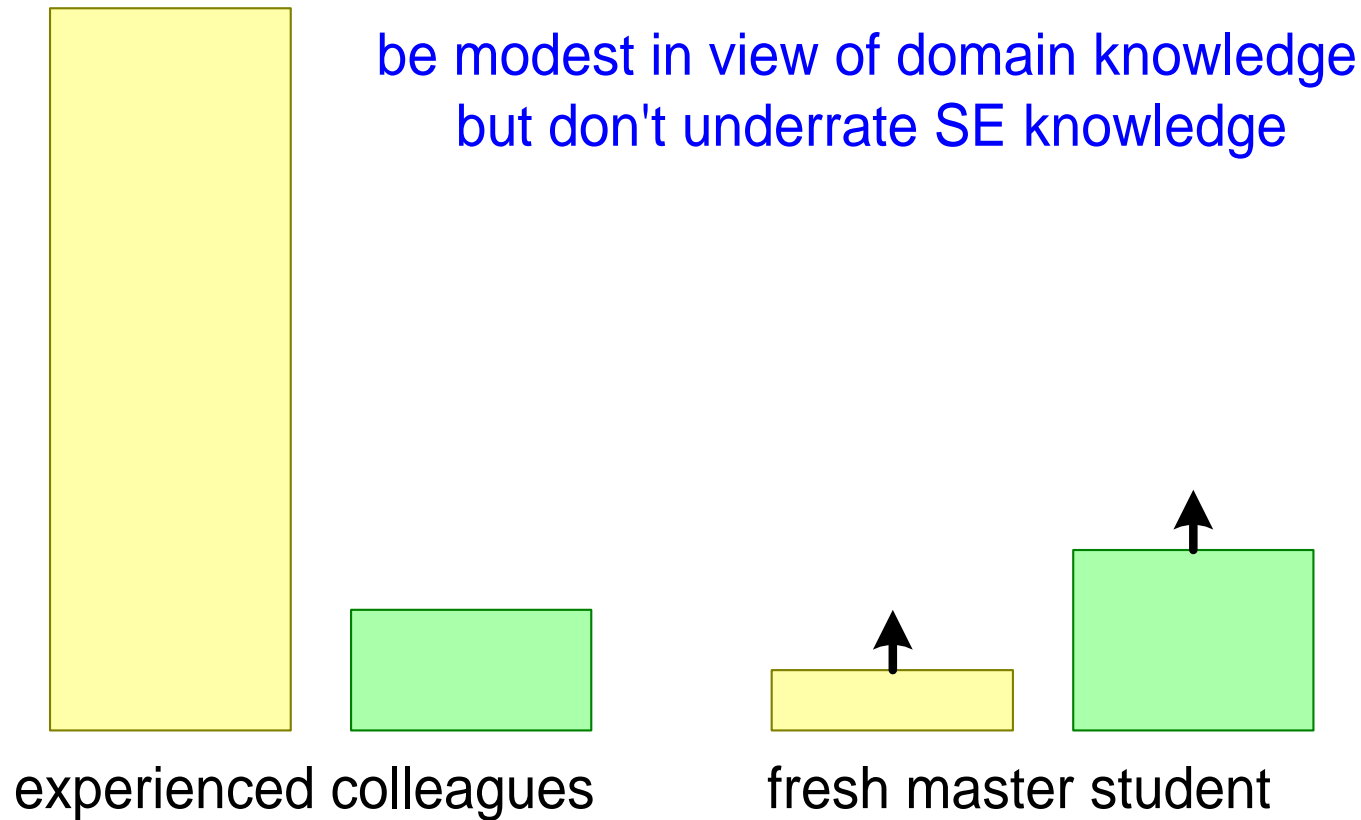 be modest in view of domain knowledge
but don't underrate SE knowledge
experienced colleagues
fresh master student